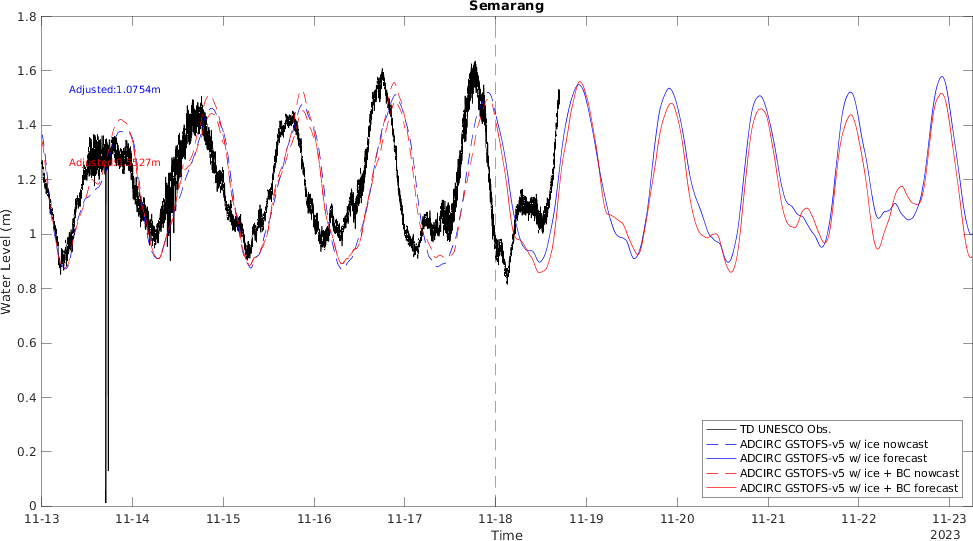 Semarang
1.8
1.6
1.4
1.2
1
0.8
0.6
0.4
0.2
0
Water Level (m)
Adjusted:1.0754m
TD UNESCO Obs.
ADCIRC GSTOFS-v5 w/ ice nowcast
ADCIRC GSTOFS-v5 w/ ice forecast
ADCIRC GSTOFS-v5 w/ ice + BC nowcast
ADCIRC GSTOFS-v5 w/ ice + BC forecast
11-13
11-14
11-15
11-16
11-17
11-18
11-19
11-20
11-21
11-22
11-23
Time
2023